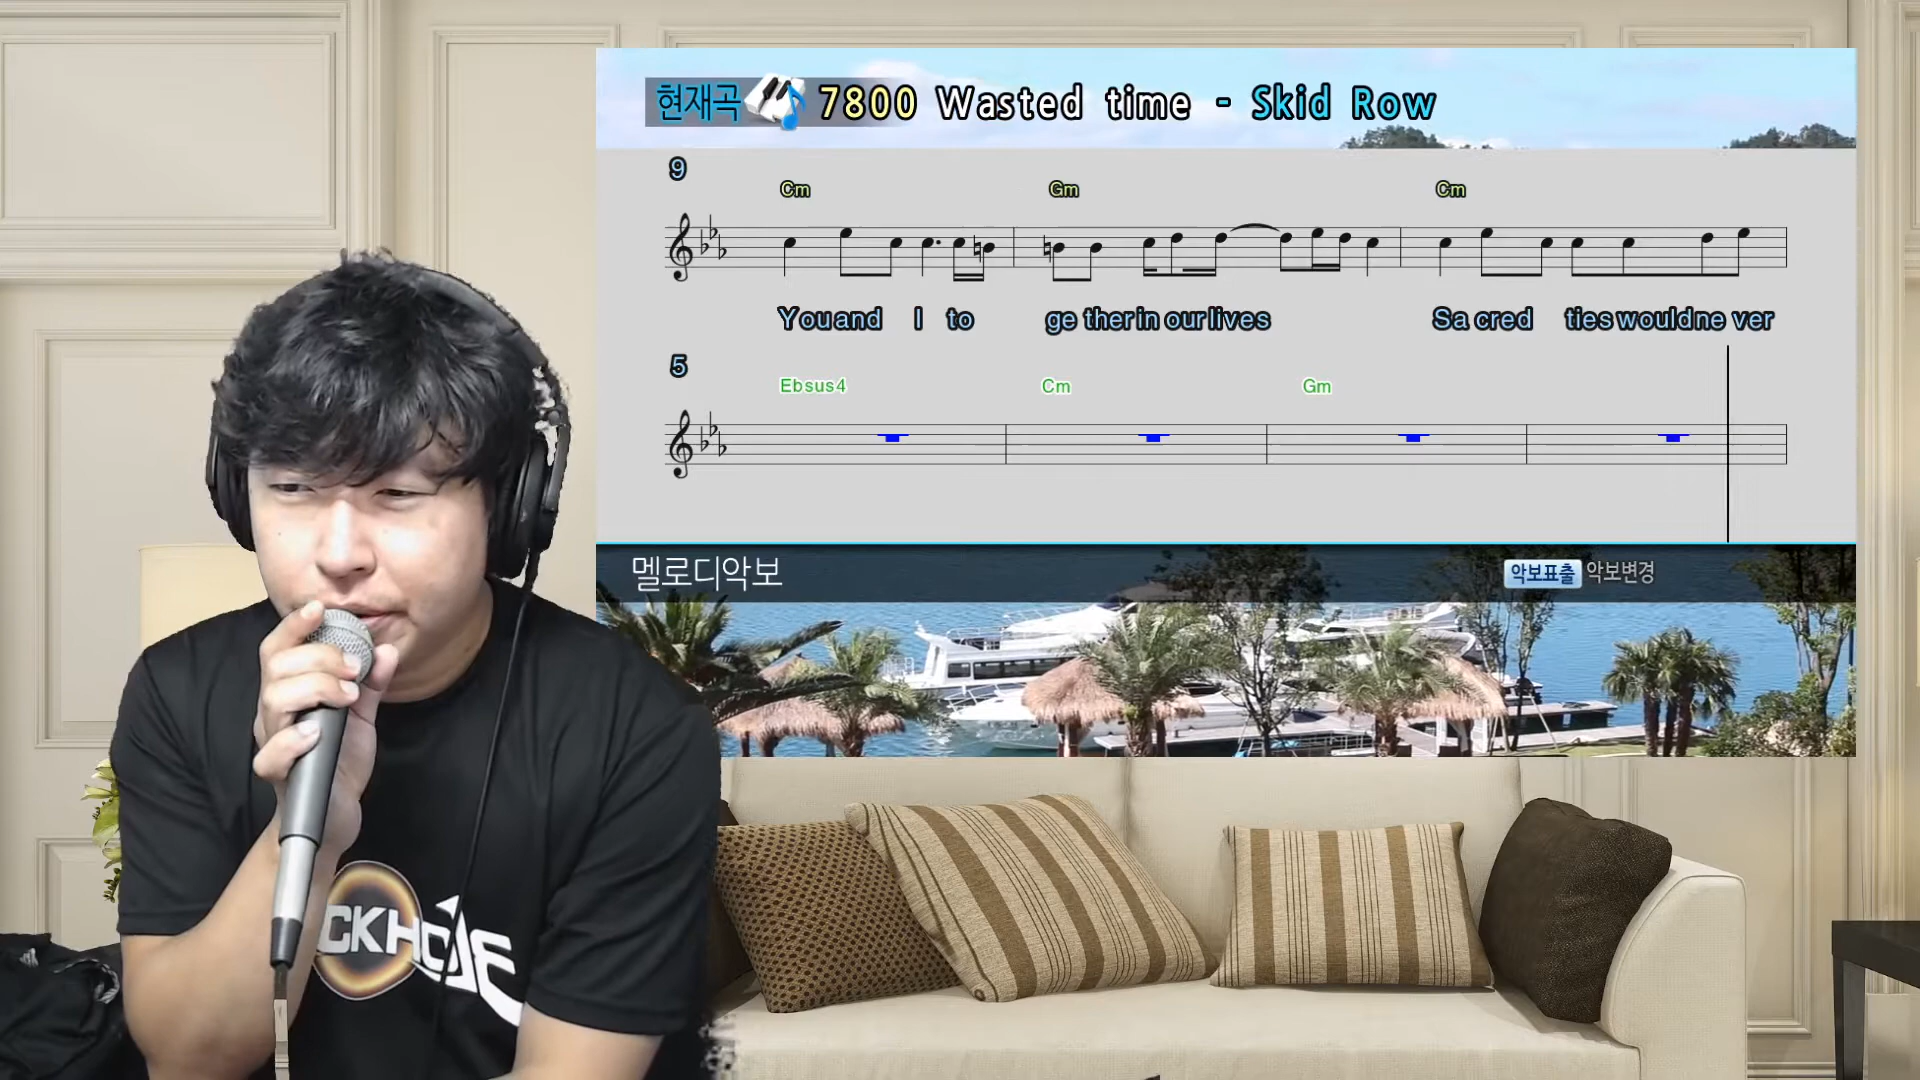 현재곡 7800 Wasted time - Skid Row
9
Cm Gm Cm
You and I to ge ther in our lives Sa cred ties would ne ver
5
Ebsus4 Cm Gm
멜로디악보 악보표출 악보변경